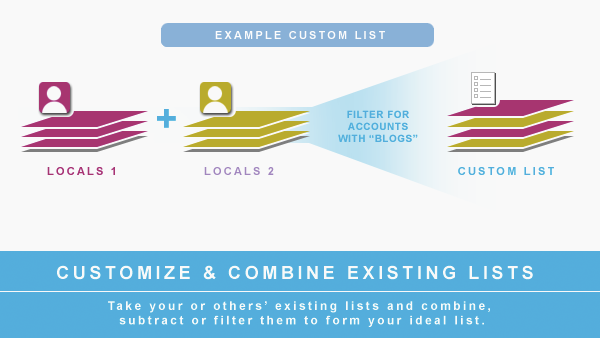 EXAMPLE CUSTOM LIST
FILTER FOR
ACCOUNTS
WITH “BLOGS”
LOCALS 1
LOCALS 2
CUSTOM LIST
CUSTOMIZE & COMBINE EXISTING LISTS
Take your or others’ existing lists and combine,
subtract or filter them to form your ideal list.